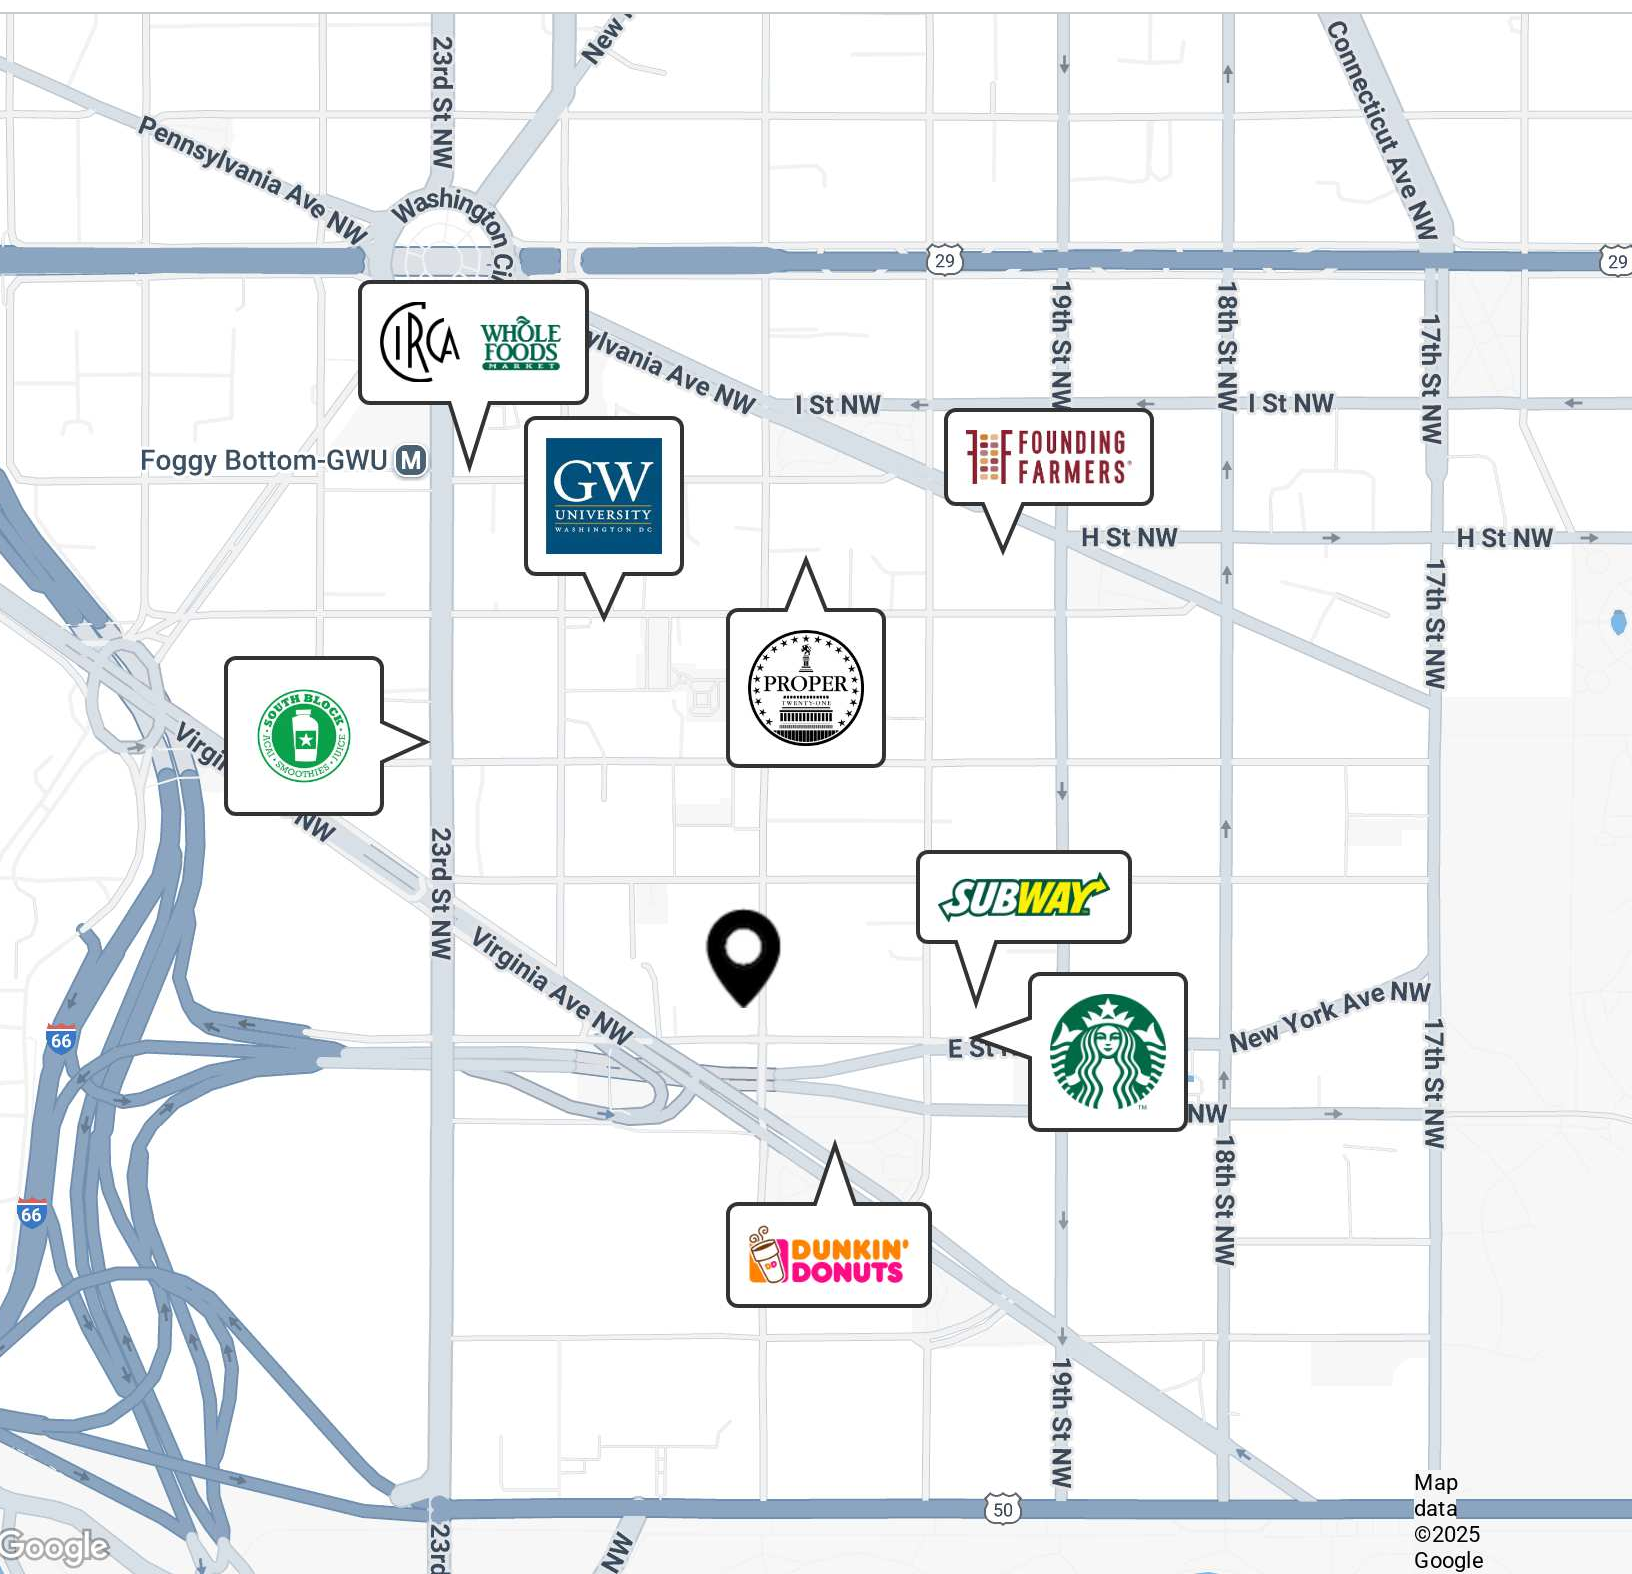 23rd St NW
New
Connecticut Ave NW
Pennsylvania Ave NW
Washington Ci
29
29
CIRCA
WHOLE
FOODS
MARKET
ylvania Ave NW
19th St NW
18th St NW
17th St NW
I St NW
I St NW
Foggy Bottom-GWU M
GW
UNIVERSITY
WASHINGTON DC
FOUNDING
FARMERS
H St NW
H St NW
17th St NW
PROPER
TWENTY-ONE
SOUTH BLOCK
ACAI • SMOOTHIES • JUICE
Virgi
NW
23rd St NW
SUBWAY
Virginia Ave NW
66
E St
New York Ave NW
17th St NW
NW
18th St NW
66
DUNKIN'
DONUTS
19th St NW
50
23rd
NW
Google
Map
data
©2025
Google